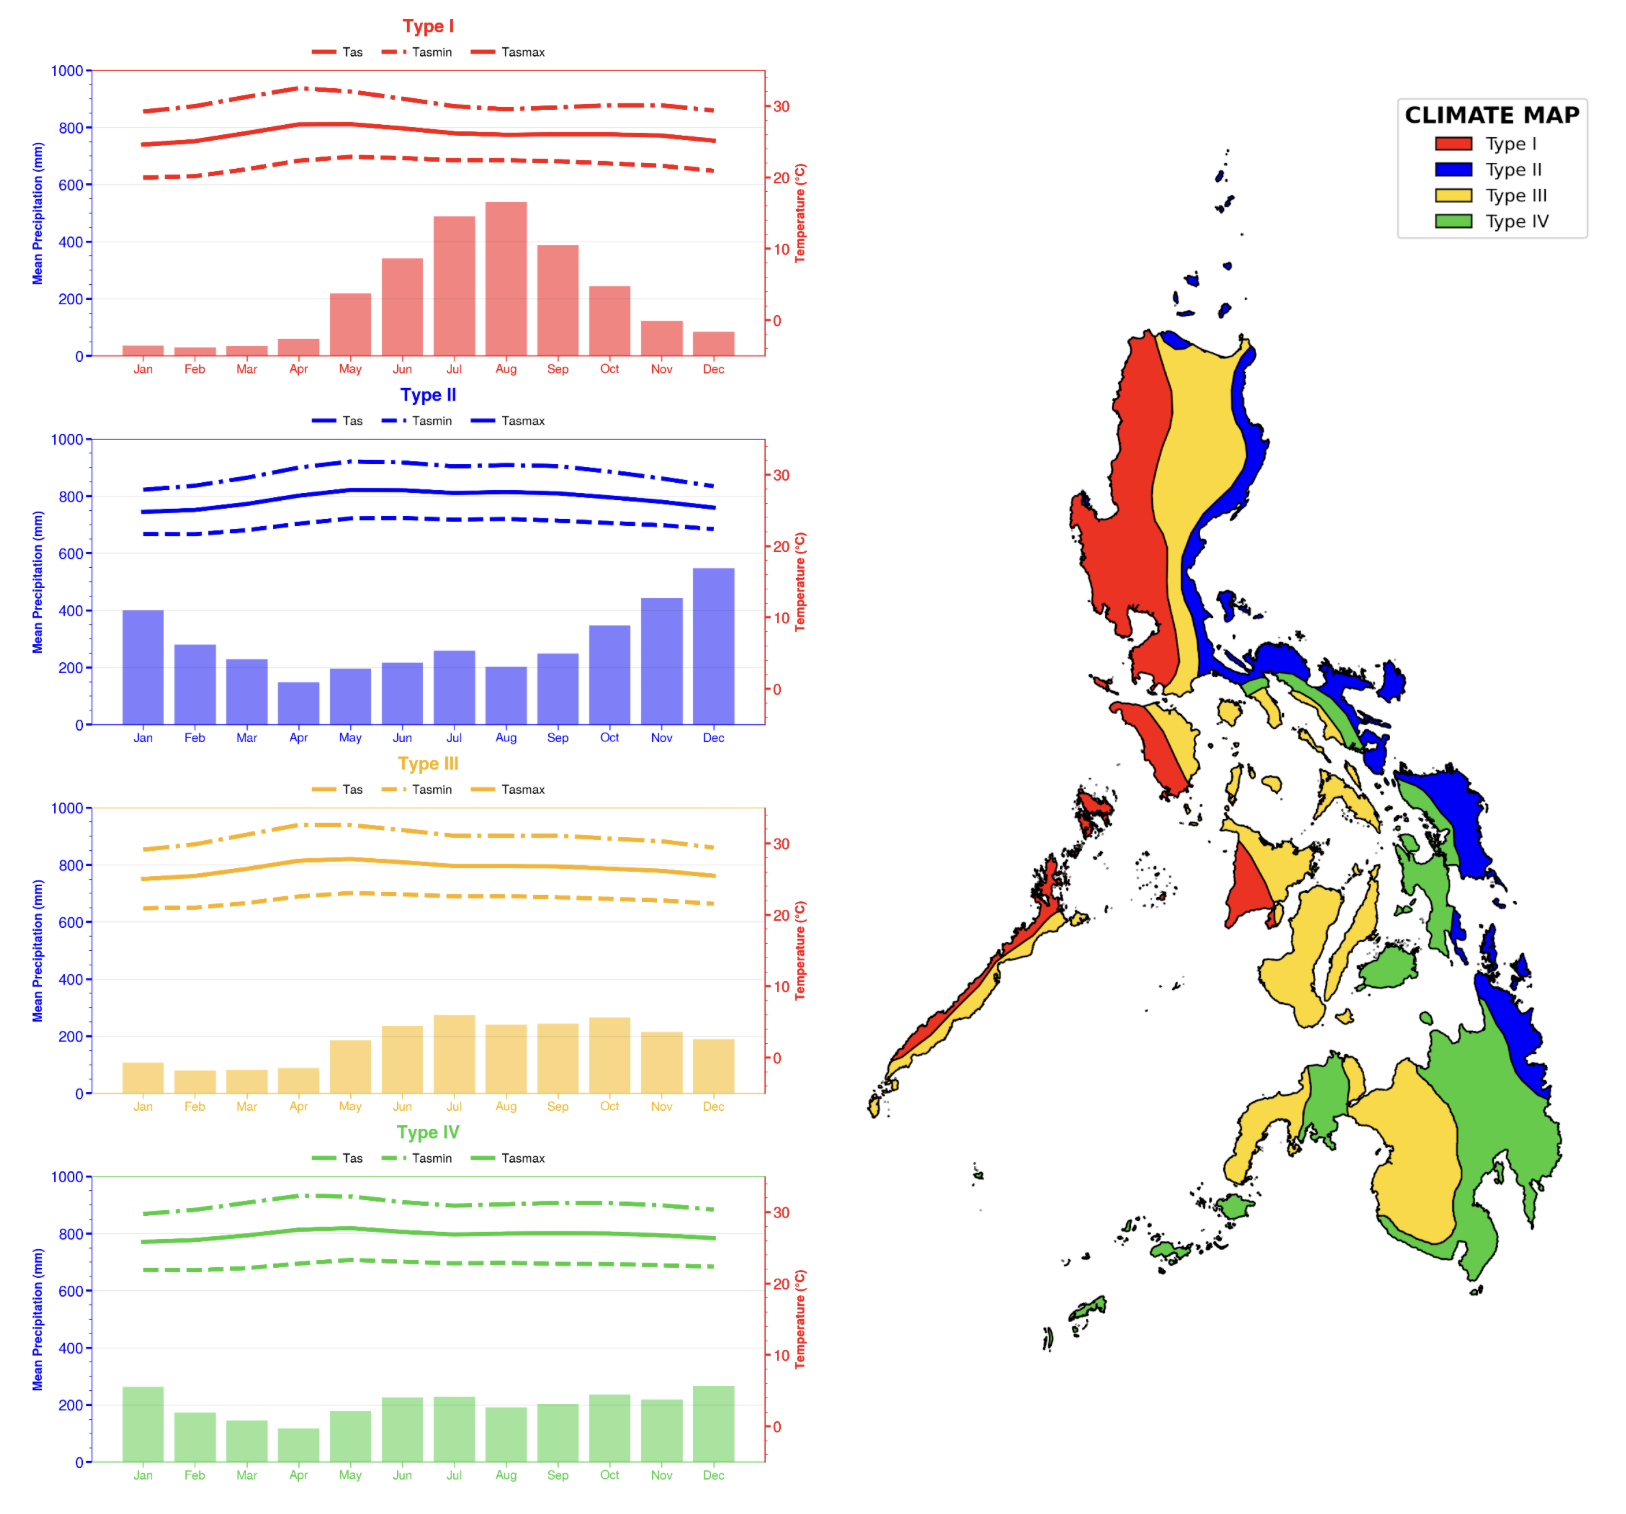 Type I
Tas Tasmin Tasmax
1000
800
600
400
200
0
Mean Precipitation (mm)
30
20
10
0
Temperature (°C)
Jan Feb Mar Apr May Jun Jul Aug Sep Oct Nov Dec
Type II
Tas Tasmin Tasmax
1000
800
600
400
200
0
Mean Precipitation (mm)
30
20
10
0
Temperature (°C)
Jan Feb Mar Apr May Jun Jul Aug Sep Oct Nov Dec
Type III
Tas Tasmin Tasmax
1000
800
600
400
200
0
Mean Precipitation (mm)
30
20
10
0
Temperature (°C)
Jan Feb Mar Apr May Jun Jul Aug Sep Oct Nov Dec
Type IV
Tas Tasmin Tasmax
1000
800
600
400
200
0
Mean Precipitation (mm)
30
20
10
0
Temperature (°C)
Jan Feb Mar Apr May Jun Jul Aug Sep Oct Nov Dec
CLIMATE MAP
Type I
Type II
Type III
Type IV